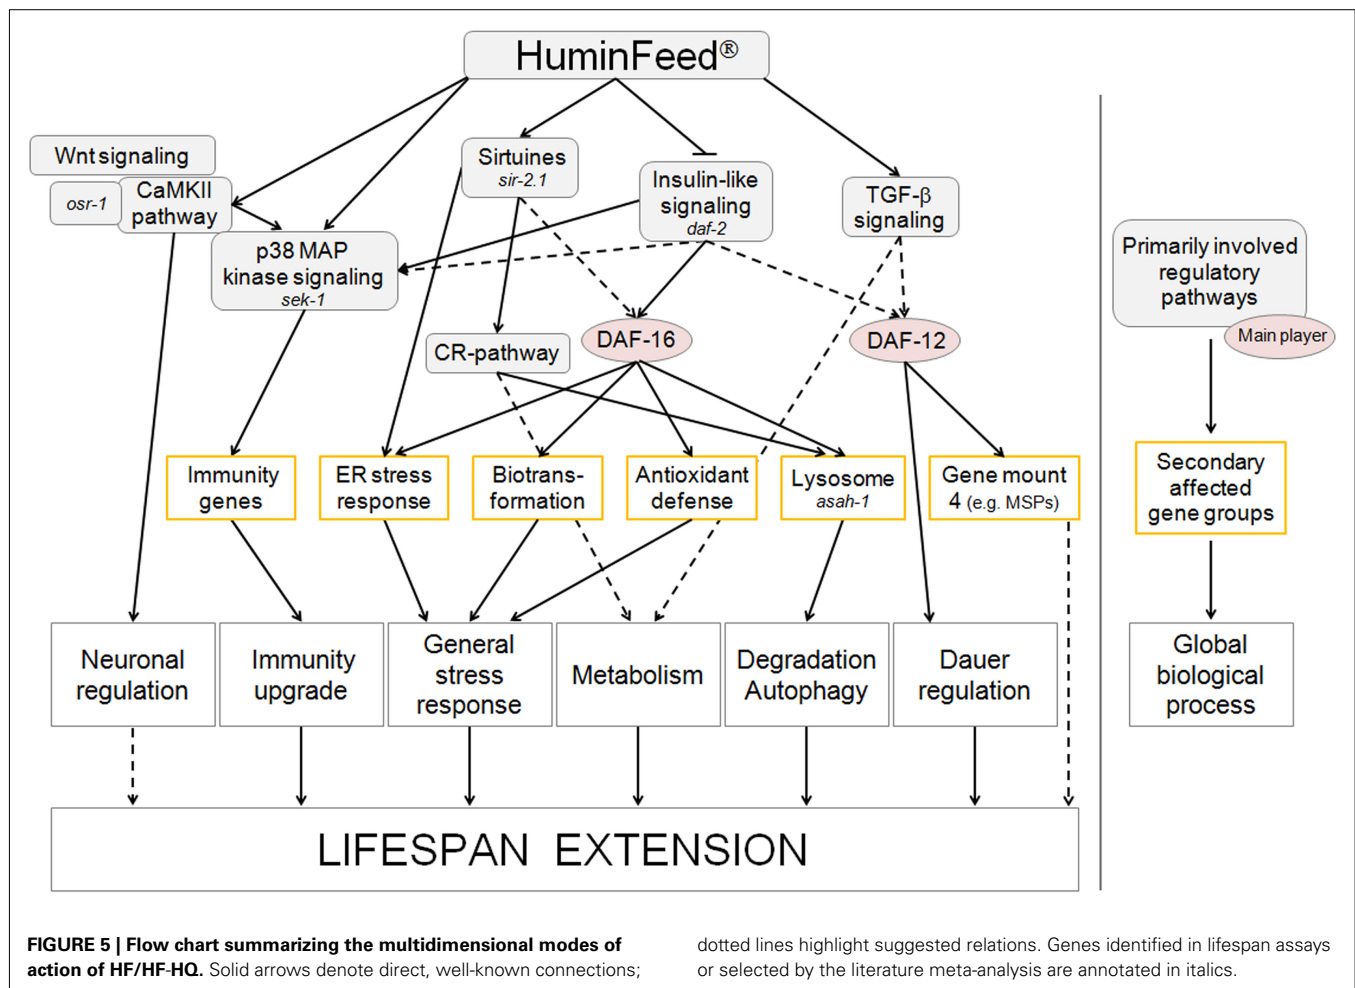 HuminFeed®
Wnt signaling
osr-1
CaMKII
pathway
p38 MAP
kinase signaling
sek-1
Sirtuines
sir-2.1
Insulin-like
signaling
daf-2
TGF-β
signaling
CR-pathway
DAF-16
DAF-12
Immunity
genes
ER stress
response
Biotrans-
formation
Antioxidant
defense
Lysosome
asah-1
Gene mount
4 (e.g. MSPs)
Neuronal
regulation
Immunity
upgrade
General
stress
response
Metabolism
Degradation
Autophagy
Dauer
regulation
LIFESPAN EXTENSION
Primarily involved
regulatory
pathways
Main player
Secondary
affected
gene groups
Global
biological
process
FIGURE 5 | Flow chart summarizing the multidimensional modes of
action of HF/HF-HQ. Solid arrows denote direct, well-known connections;
dotted lines highlight suggested relations. Genes identified in lifespan assays
or selected by the literature meta-analysis are annotated in italics.